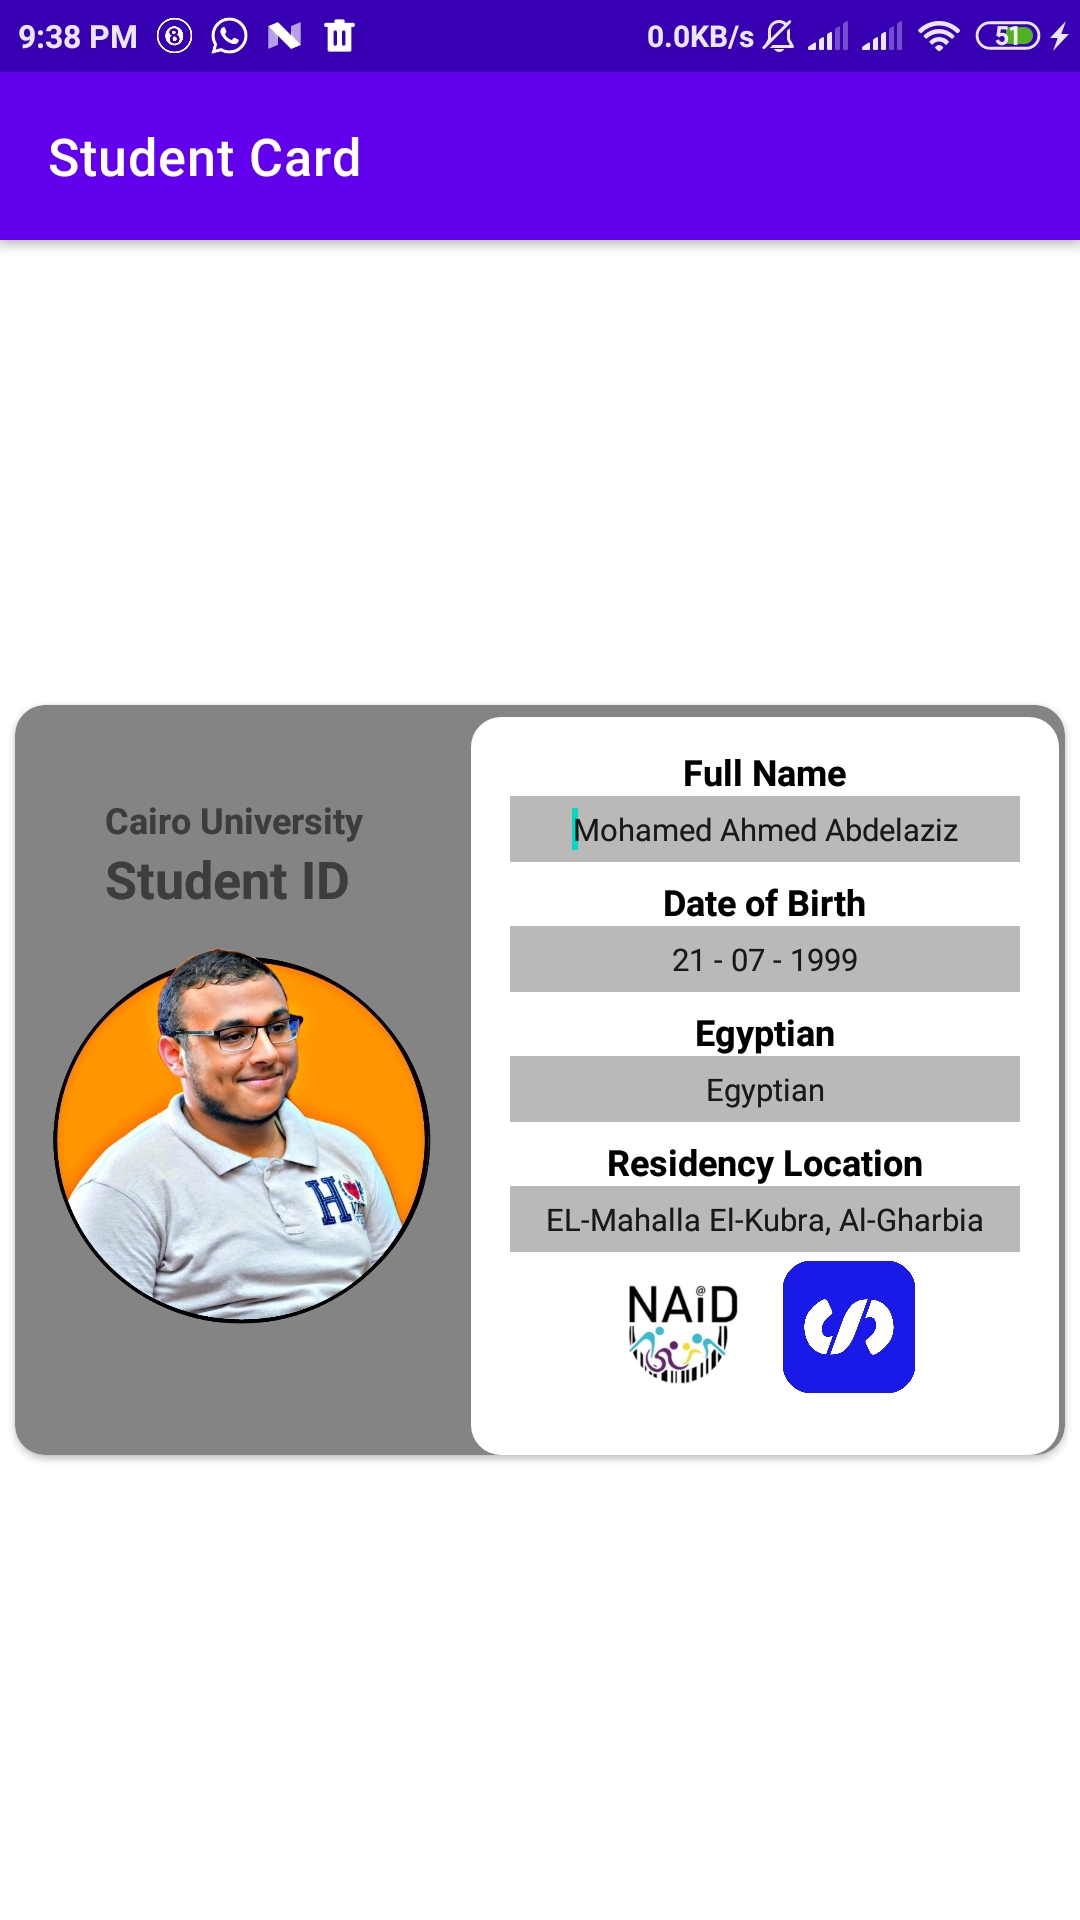 9:38 PM
0.0KB/s
51
Student Card
Cairo University
Student ID
Full Name
Mohamed Ahmed Abdelaziz
Date of Birth
21 - 07 - 1999
Egyptian
Egyptian
Residency Location
EL-Mahalla El-Kubra, Al-Gharbia
NAiD
@
H